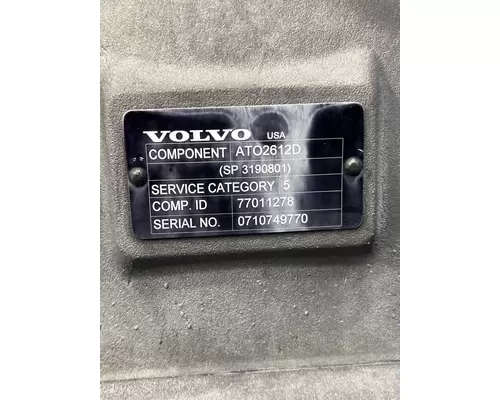 VOLVO USA
COMPONENT ATO2612D
(SP 3190801)
SERVICE CATEGORY 5
COMP. ID 77011278
SERIAL NO. 0710749770